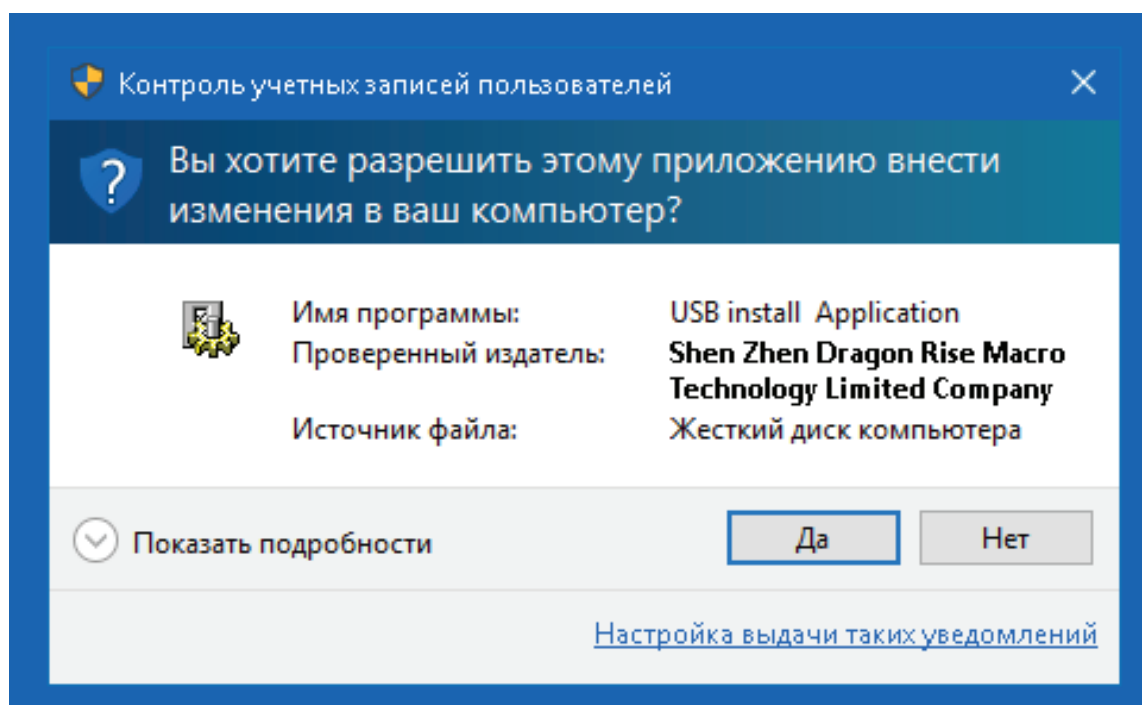 Контроль учетных записей пользователей
Вы хотите разрешить этому приложению внести
изменения в ваш компьютер?
Имя программы: USB install  Application
Проверенный издатель: Shen Zhen Dragon Rise Macro
Technology Limited Company
Источник файла: Жесткий диск компьютера
Показать подробности Да Нет
Настройка выдачи таких уведомлений